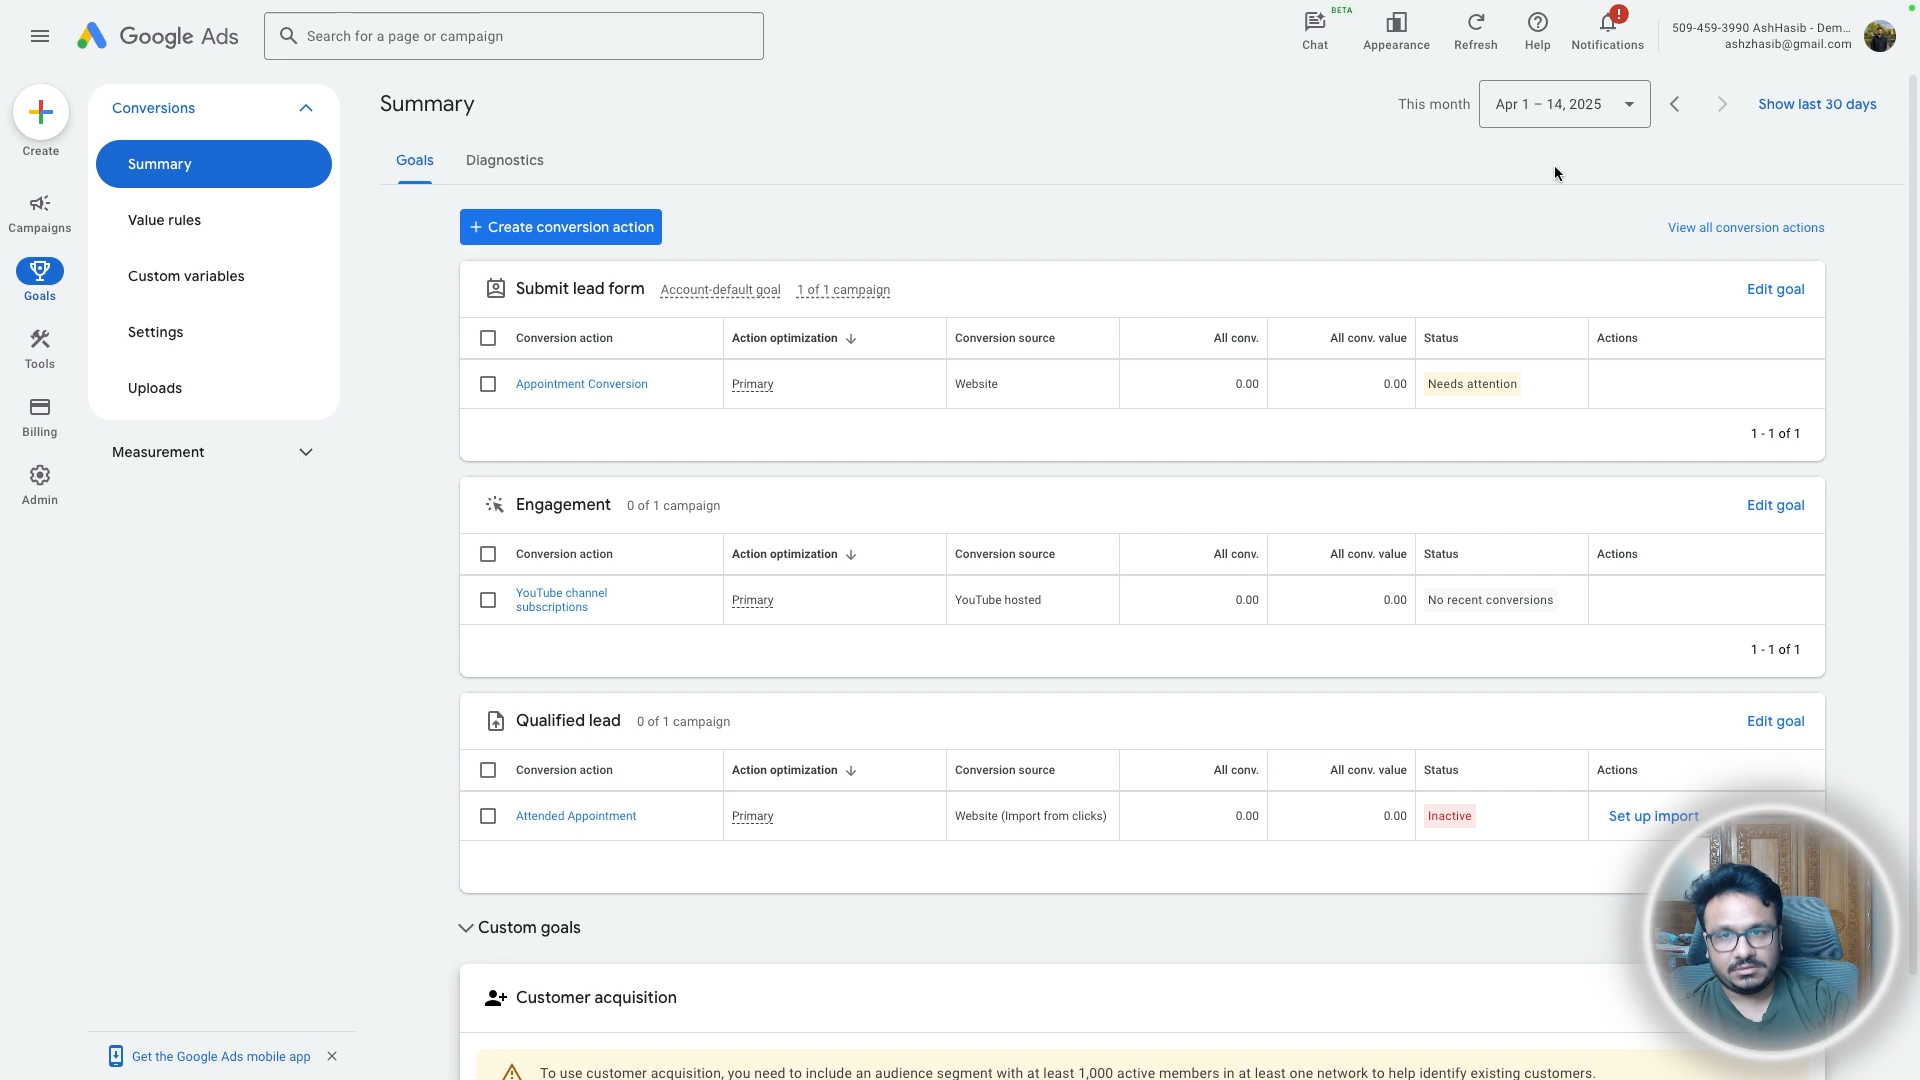 Google Ads
Search for a page or campaign
BETA
Chat
Appearance
Refresh
Help
!
Notifications
509-459-3990 AshHasib - Dem...
ashzhasib@gmail.com
Create
Campaigns
Goals
Tools
Billing
Admin
Conversions
Summary
Value rules
Custom variables
Settings
Uploads
Measurement
Get the Google Ads mobile app
Summary
This month
Apr 1 – 14, 2025
Show last 30 days
Goals
Diagnostics
+ Create conversion action
View all conversion actions
Submit lead form Account-default goal 1 of 1 campaign Edit goal
Conversion action Action optimization Conversion source All conv. All conv. value Status Actions
Appointment Conversion Primary Website 0.00 0.00 Needs attention
1 - 1 of 1
Engagement 0 of 1 campaign Edit goal
Conversion action Action optimization Conversion source All conv. All conv. value Status Actions
YouTube channel
subscriptions Primary YouTube hosted 0.00 0.00 No recent conversions
1 - 1 of 1
Qualified lead 0 of 1 campaign Edit goal
Conversion action Action optimization Conversion source All conv. All conv. value Status Actions
Attended Appointment Primary Website (Import from clicks) 0.00 0.00 Inactive Set up import
Custom goals
Customer acquisition
To use customer acquisition, you need to include an audience segment with at least 1,000 active members in at least one network to help identify existing customers.